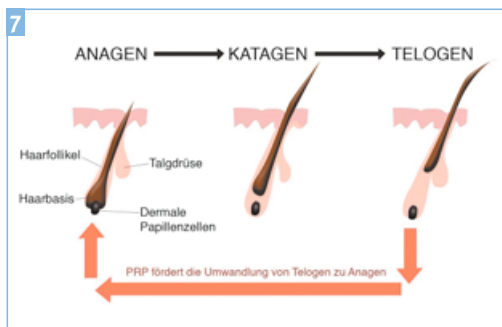 7
ANAGEN KATAGEN TELOGEN
Haarfollikel
Talgdrüse
Haarbasis
Dermale
Papillenzellen
PRP fördert die Umwandlung von Telogen zu Anagen